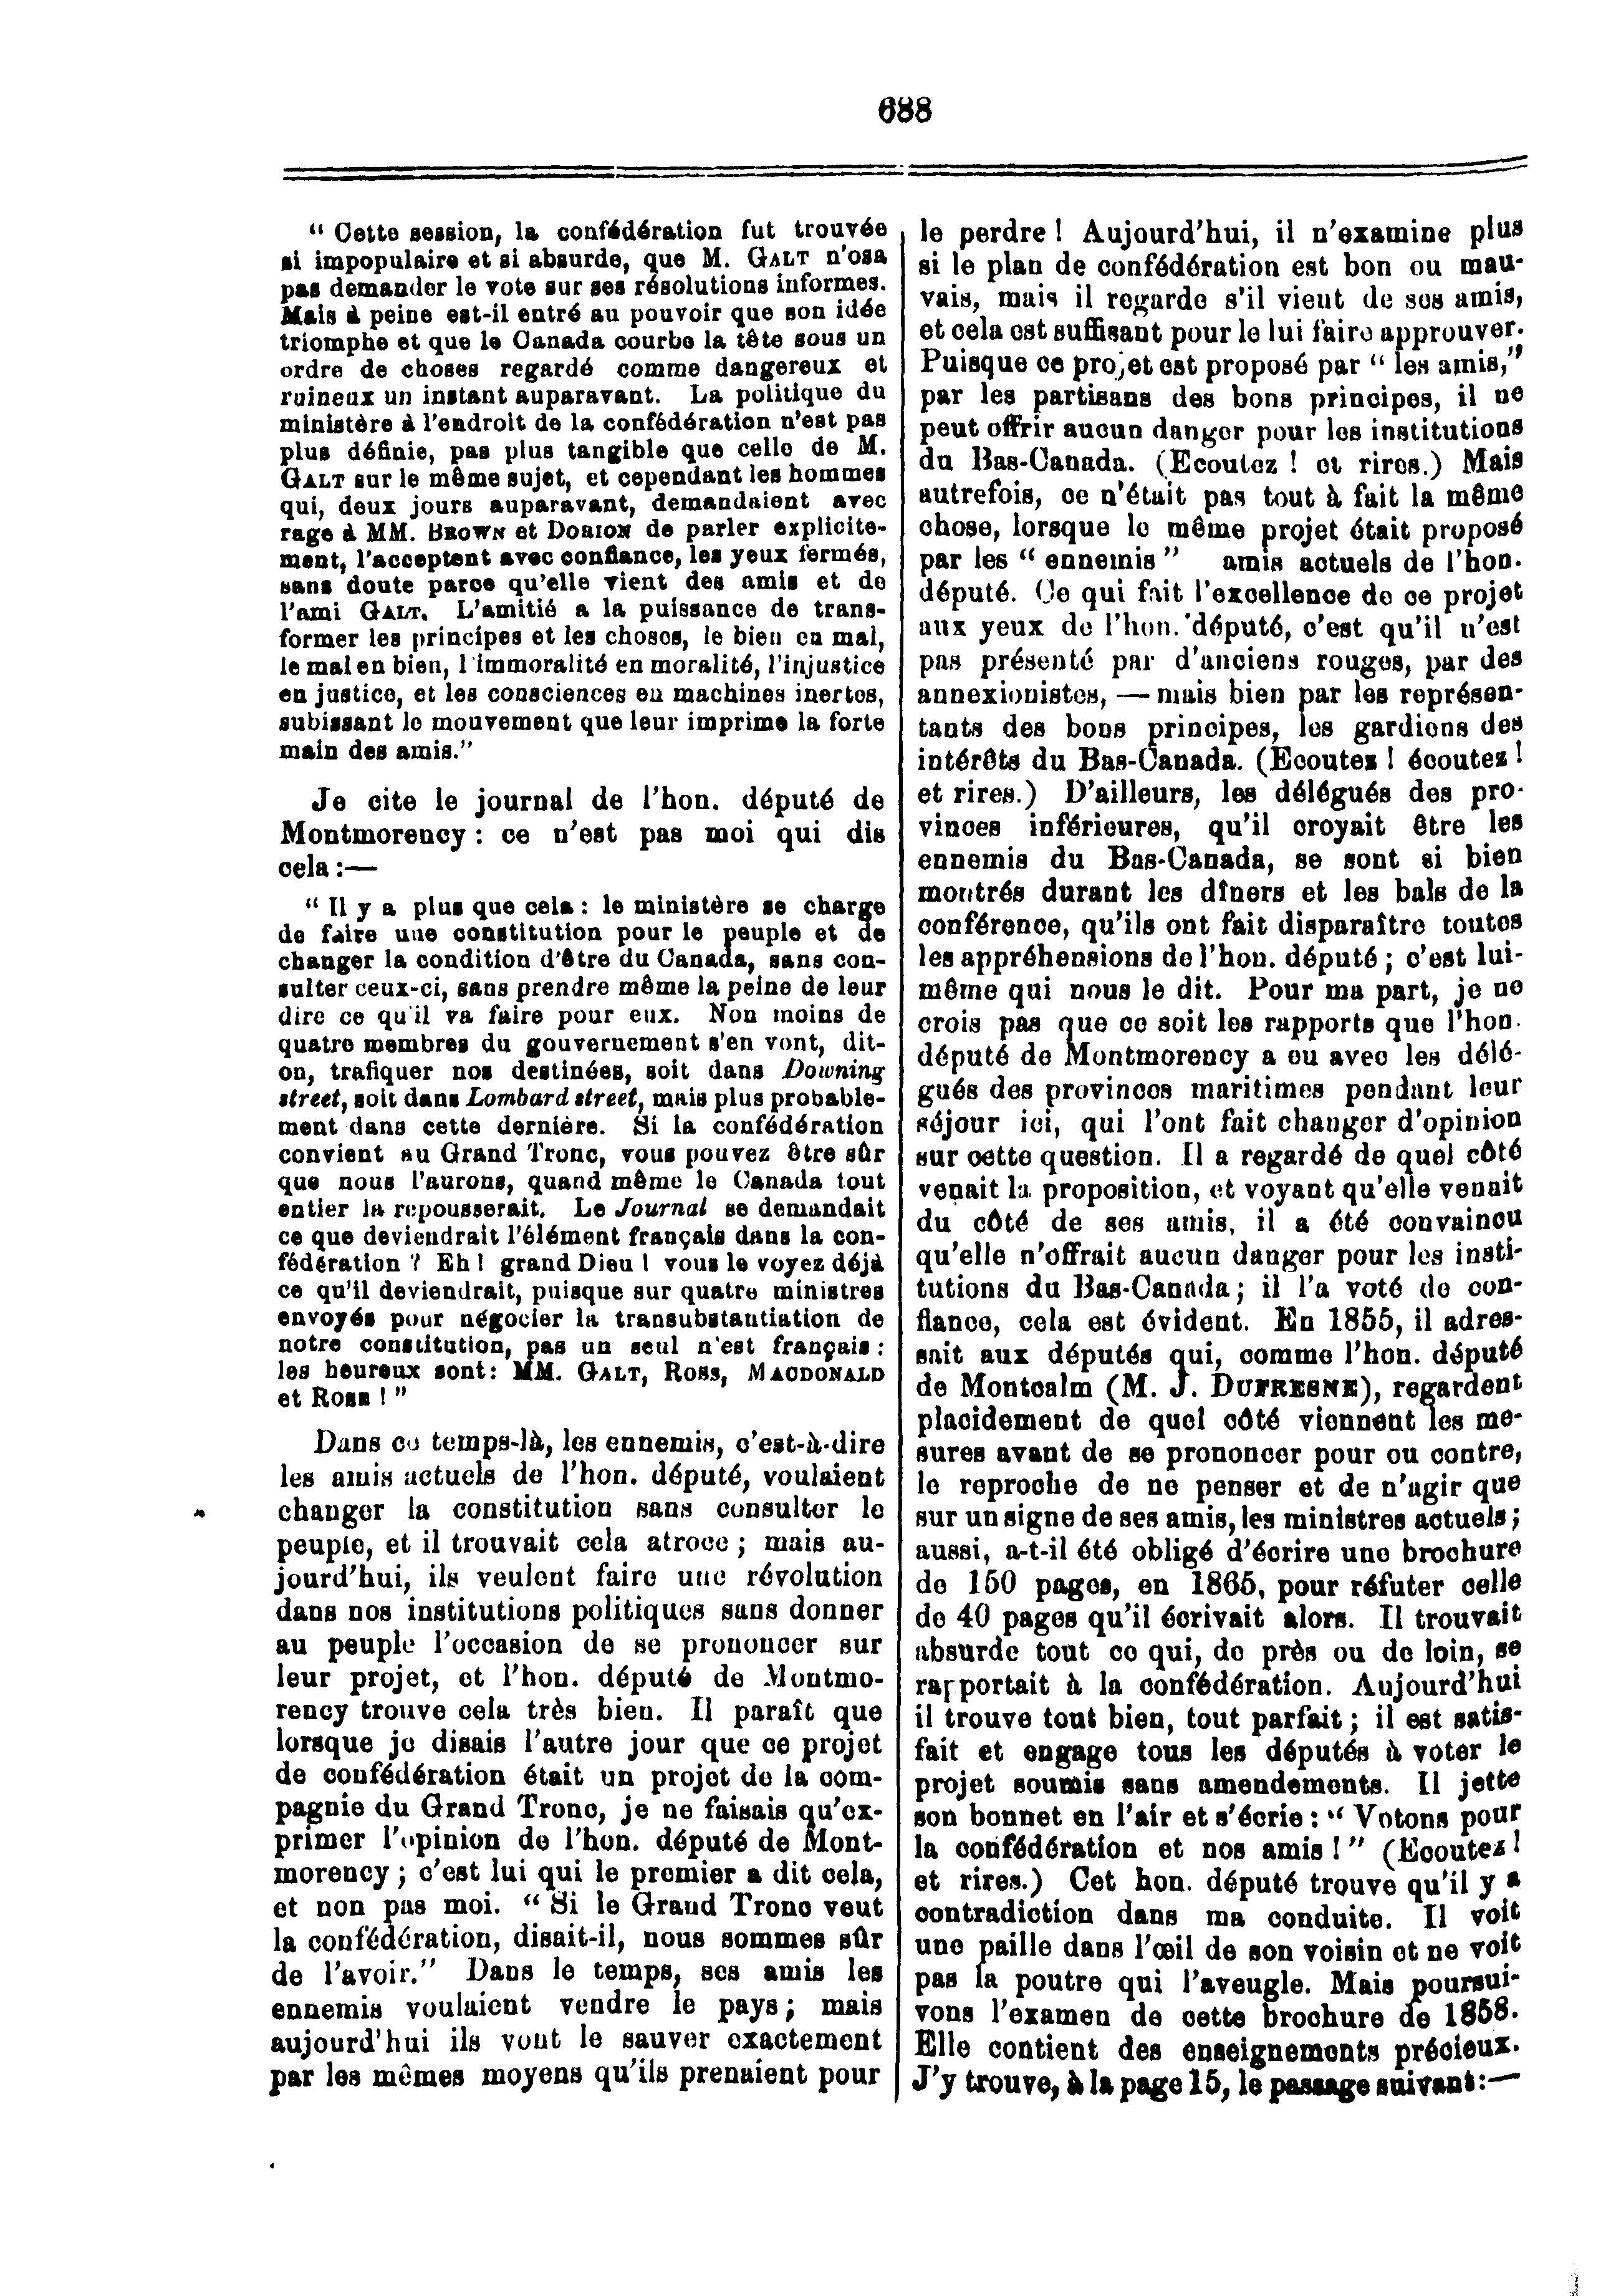 688
“ Cette session, la confédération fut trouvée
si impopulaire et si absurde, que M. GALT n'osa
pas demander le vote sur ses résolutions informes.
Mais à peine est-il entré au pouvoir que son idée
triomphe et que le Canada courbe la tête sous un
ordre de choses regardé comme dangereux et
ruineux un instant auparavant. La politique du
ministère à l'endroit de la confédération n'est pas
plus définie, pas plus tangible que celle de M.
GALT sur le même sujet, et cependant les hommes
qui, deux jours auparavant, demandaient avec
rage à MM. BROWN et DORION de parler explicite-
ment, l'acceptent avec confiance, les yeux fermés,
sans doute parce qu'elle vient des amis et de
l'ami GALT. L'amitié a la puissance de trans-
former les principes et les choses, le bien en mal,
le mal en bien, l'immoralité en moralité, l'injustice
en justice, et les consciences en machines inertes,
subissant le mouvement que leur imprime la forte
main des amis.”
Je cite le journal de l'hon. député de
Montmorency : ce n'est pas moi qui dis
cela :—
“ Il y a plus que cela : le ministère se charge
de faire une constitution pour le peuple et de
changer la condition d'être du Canada, sans con-
sulter ceux-ci, sans prendre même la peine de leur
dire ce qu'il va faire pour eux. Non moins de
quatre membres du gouvernement s'en vont, dit-
on, trafiquer nos destinées, soit dans Downing
street, soit dans Lombard street, mais plus probable-
ment dans cette dernière. Si la confédération
convient au Grand Tronc, vous pouvez être sûr
que nous l'aurons, quand même le Canada tout
entier la repousserait. Le Journal se demandait
ce que deviendrait l'élément français dans la con-
fédération ? Eh ! grand Dieu ! vous le voyez déjà
ce qu'il deviendrait, puisque sur quatre ministres
envoyés pour négocier la transubstantiation de
notre constitution, pas un seul n'est français :
les heureux sont : MM. GALT, ROSS, MACDONALD
et ROSE ! ”
Dans ce temps-là, les ennemis, c'est-à-dire
les amis actuels de l'hon. député, voulaient
changer la constitution sans consulter le
peuple, et il trouvait cela atroce ; mais au-
jourd'hui, ils veulent faire une révolution
dans nos institutions politiques sans donner
au peuple l'occasion de se prononcer sur
leur projet, et l'hon. député de Montmo-
rency trouve cela très bien. Il paraît que
lorsque je disais l'autre jour que ce projet
de confédération était un projet de la com-
pagnie du Grand Tronc, je ne faisais qu'ex-
primer l'opinion de l'hon. député de Mont-
morency ; c'est lui qui le premier a dit cela,
et non pas moi. “ Si le Grand Tronc veut
la confédération, disait-il, nous sommes sûr
de l'avoir.” Dans le temps, ses amis les
ennemis voulaient vendre le pays ; mais
aujourd'hui ils vont le sauver exactement
par les mêmes moyens qu'ils prenaient pour
le perdre ! Aujourd'hui, il n'examine plus
si le plan de confédération est bon ou mau-
vais, mais il regarde s'il vient de ses amis,
et cela est suffisant pour le lui faire approuver.
Puisque ce projet est proposé par “ les amis,”
par les partisans des bons principes, il ne
peut offrir aucun danger pour les institutions
du Bas-Canada. (Ecoutez ! et rires.) Mais
autrefois, ce n'était pas tout à fait la même
chose, lorsque le même projet était proposé
par les “ ennemis ” amis actuels de l'hon.
député. Ce qui fait l'excellence de ce projet
aux yeux de l'hon. député, c'est qu'il n'est
pas présenté par d'anciens rouges, par des
annexionistes, — mais bien par les représen-
tants des bons principes, les gardiens des
intérêts du Bas-Canada. (Ecoutez ! écoutez !
et rires.) D'ailleurs, les délégués des pro-
vinces inférieures, qu'il croyait être les
ennemis du Bas-Canada, se sont si bien
montrés durant les dîners et les bals de la
conférence, qu'ils ont fait disparaître toutes
les appréhensions de l'hon. député ; c'est lui-
même qui nous le dit. Pour ma part, je ne
crois pas que ce soit les rapports que l'hon.
député de Montmorency a eu avec les délé-
gués des provinces maritimes pendant leur
séjour ici, qui l'ont fait changer d'opinion
sur cette question. Il a regardé de quel côté
venait la proposition, et voyant qu'elle venait
du côté de ses amis, il a été convaincu
qu'elle n'offrait aucun danger pour les insti-
tutions du Bas-Canada ; il l'a voté de con-
fiance, cela est évident. En 1855, il adres-
sait aux députés qui, comme l'hon. député
de Montcalm (M. J. DUFRESNE), regardent
placidement de quel côté viennent les me-
sures avant de se prononcer pour ou contre,
le reproche de ne penser et de n'agir que
sur un signe de ses amis, les ministres actuels ;
aussi, a-t-il été obligé d'écrire une brochure
de 150 pages, en 1865, pour réfuter celle
de 40 pages qu'il écrivait alors. Il trouvait
absurde tout ce qui, de près ou de loin, se
rapportait à la confédération. Aujourd'hui
il trouve tout bien, tout parfait ; il est satis-
fait et engage tous les députés à voter le
projet soumis sans amendements. Il jette
son bonnet en l'air et s'écrie : “ Votons pour
la confédération et nos amis ! ” (Ecoutez !
et rires.) Cet hon. député trouve qu'il y a
contradiction dans ma conduite. Il voit
une paille dans l'œil de son voisin et ne voit
pas la poutre qui l'aveugle. Mais poursui-
vons l'examen de cette brochure de 1858.
Elle contient des enseignements précieux.
J'y trouve, à la page 15, le passage suivant :—